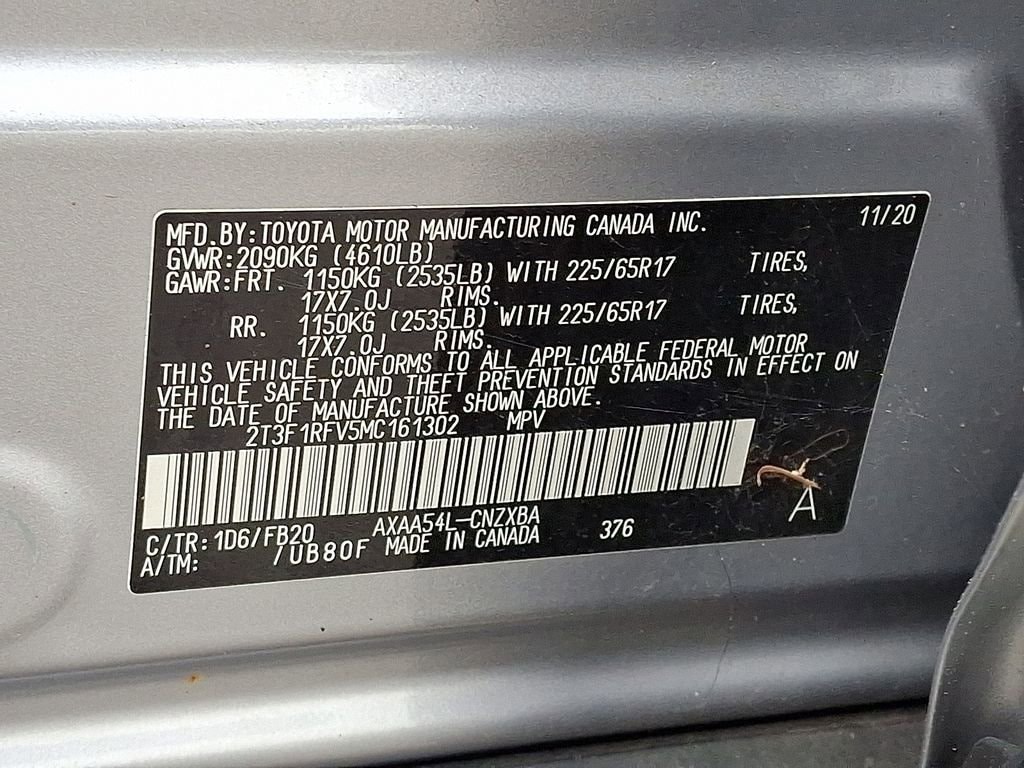 MFD.BY:TOYOTA MOTOR MANUFACTURING CANADA INC. 11/20
GVWR:2090KG (4610LB)
GAWR:FRT. 1150KG (2535LB) WITH 225/65R17 TIRES,
17X7.0J RIMS.
RR. 1150KG (2535LB) WITH 225/65R17 TIRES,
17X7.0J RIMS.
THIS VEHICLE CONFORMS TO ALL APPLICABLE FEDERAL MOTOR
VEHICLE SAFETY AND THEFT PREVENTION STANDARDS IN EFFECT ON
THE DATE OF MANUFACTURE SHOWN ABOVE.
2T3F1RFV5MC161302 MPV
C/TR:1D6/FB20 AXAA54L-CNZXBA 376 A
A/TM: /UB80F MADE IN CANADA